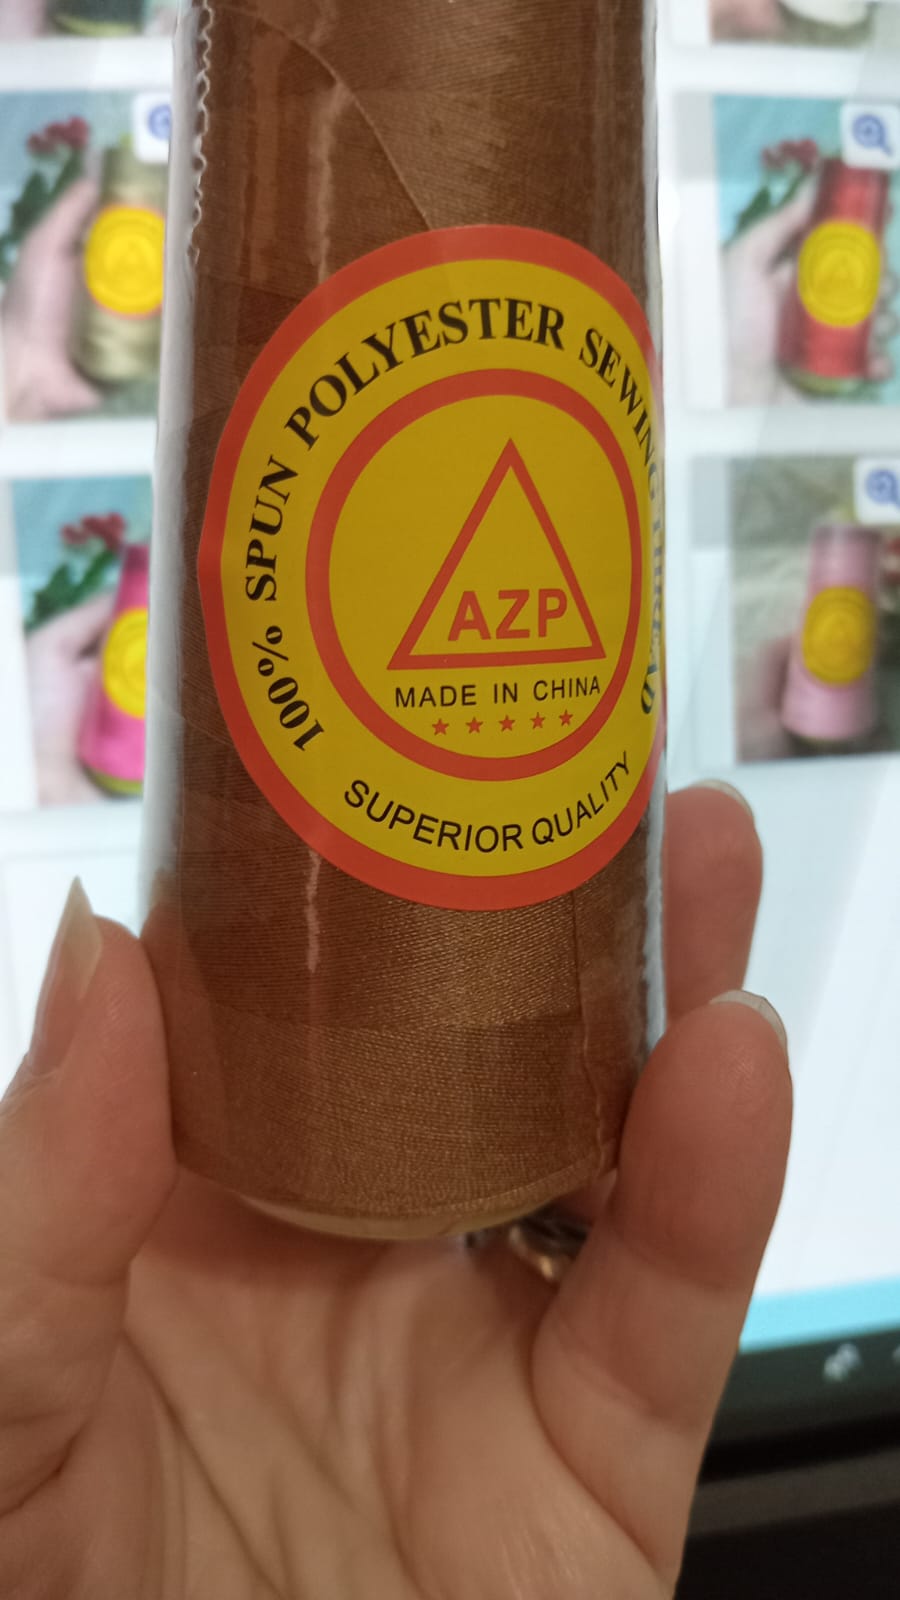 100% SPUN POLYESTER SEWING THREAD
AZP
MADE IN CHINA
SUPERIOR QUALITY